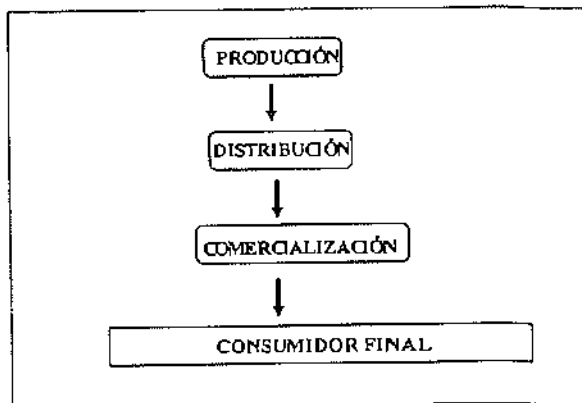 PRODUCCIÓN
DISTRIBUCIÓN
COMERCIALIZACIÓN
CONSUMIDOR FINAL